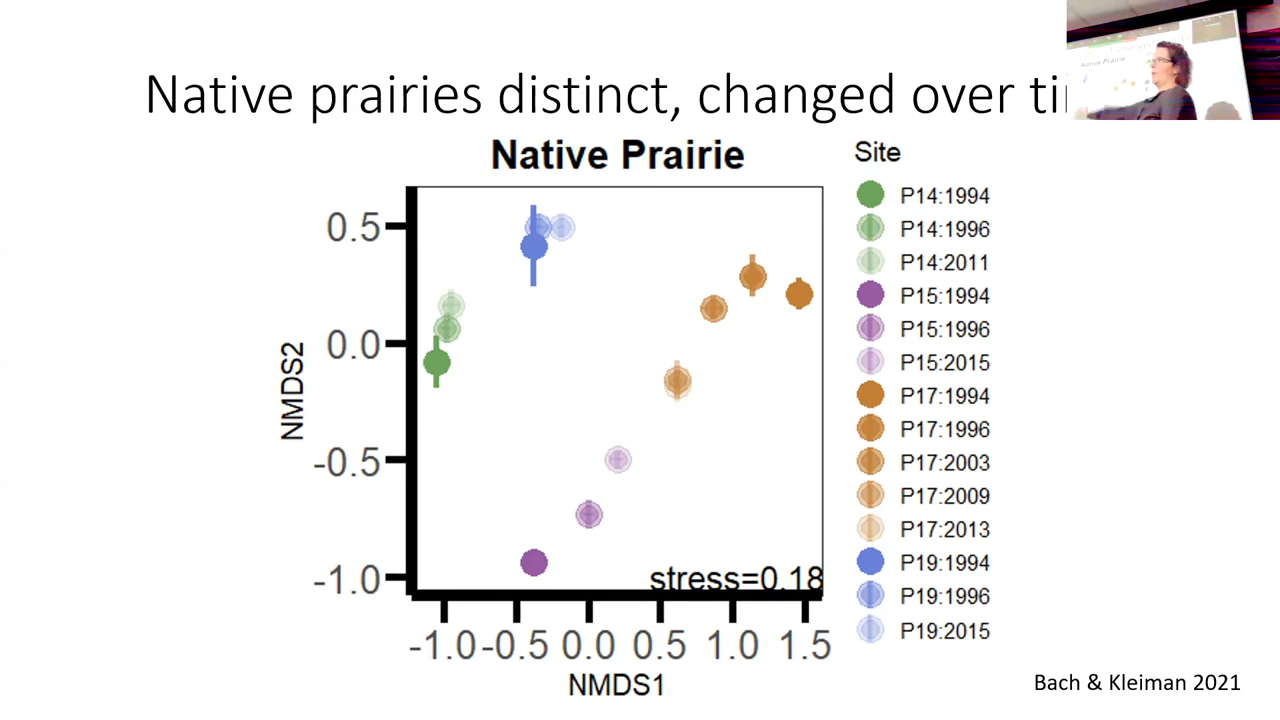 Native prairies distinct, changed over
Native Prairie
Site
P14:1994
P14:1996
P14:2011
P15:1994
P15:1996
P15:2015
P17:1994
P17:1996
P17:2003
P17:2009
P17:2013
P19:1994
P19:1996
P19:2015
NMDS2
0.5
0.0
-0.5
-1.0
stress=0.18
-1.0 -0.5 0.0 0.5 1.0 1.5
NMDS1
Bach & Kleiman 2021
Native Prairie